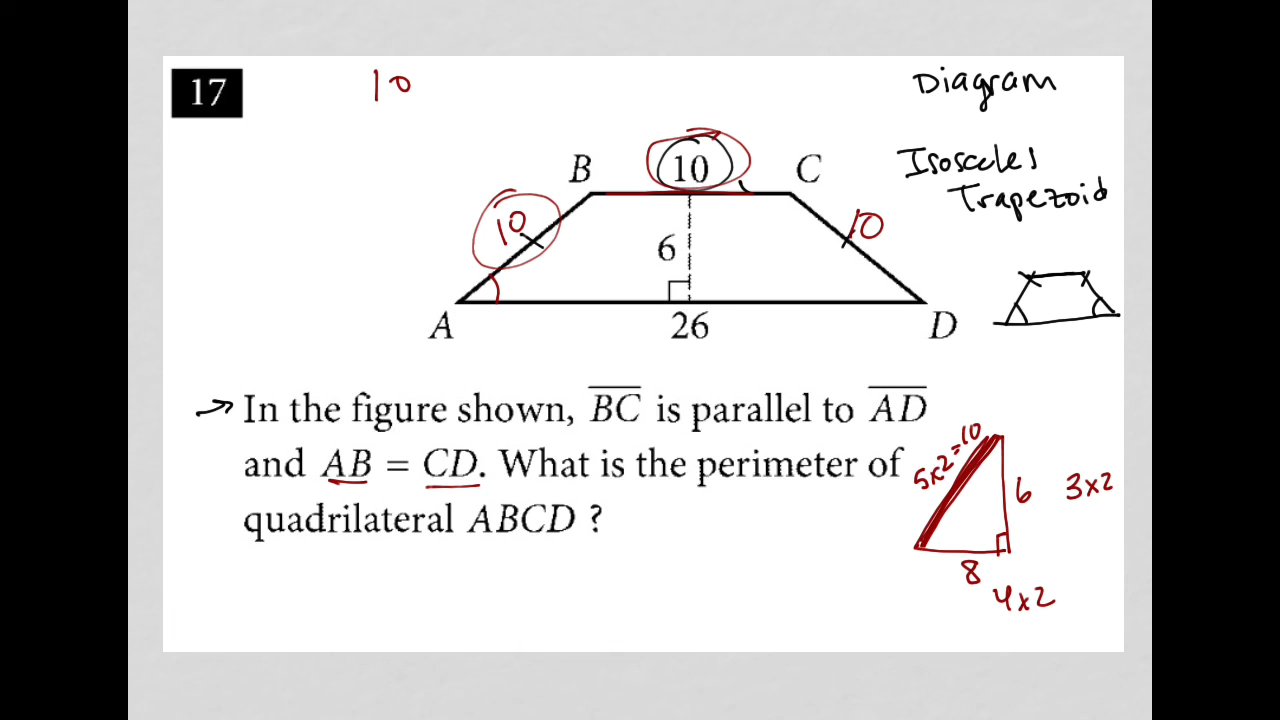 17
10
Diagram
B
10
C
Isosceles
Trapezoid
10
10
6
A
26
D
In the figure shown, BC is parallel to AD
and AB = CD. What is the perimeter of
quadrilateral ABCD ?
5x2=10
6
3x2
8
4x2